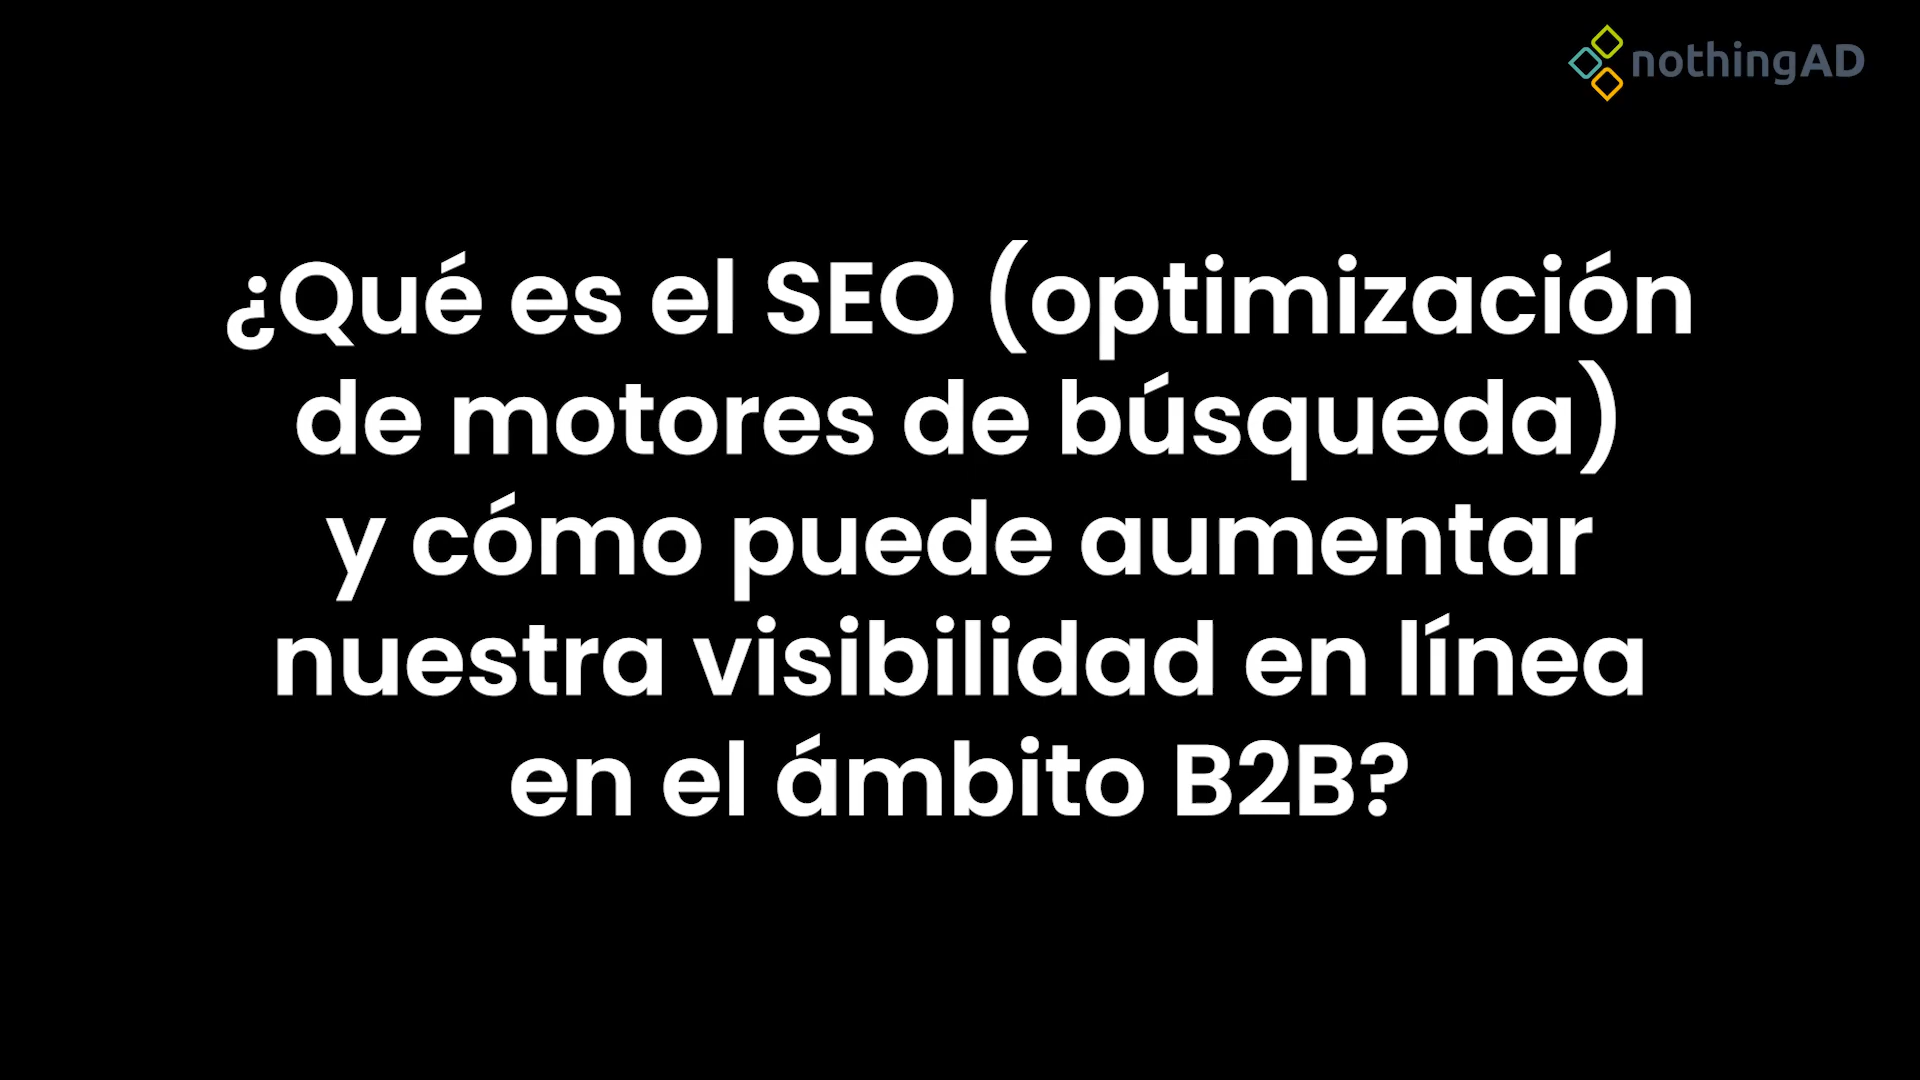 nothingAD
¿Qué es el SEO (optimización
de motores de búsqueda)
y cómo puede aumentar
nuestra visibilidad en línea
en el ámbito B2B?